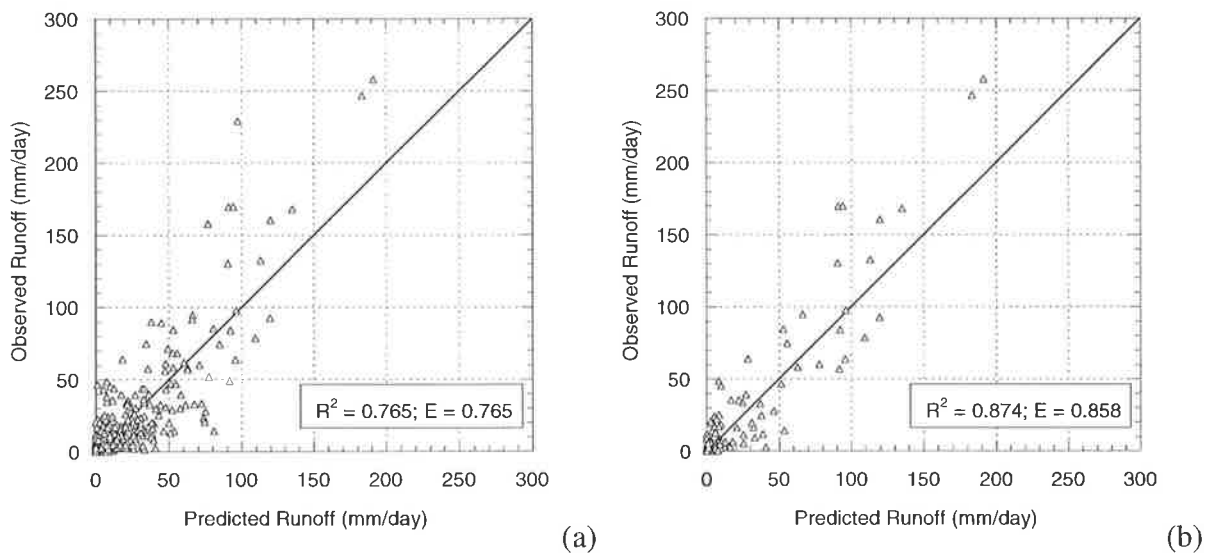 300
250
200
150
100
50
0
Observed Runoff (mm/day)
R² = 0.765; E = 0.765
0 50 100 150 200 250 300
Predicted Runoff (mm/day)
(a)
300
250
200
150
100
50
0
Observed Runoff (mm/day)
R² = 0.874; E = 0.858
0 50 100 150 200 250 300
Predicted Runoff (mm/day)
(b)